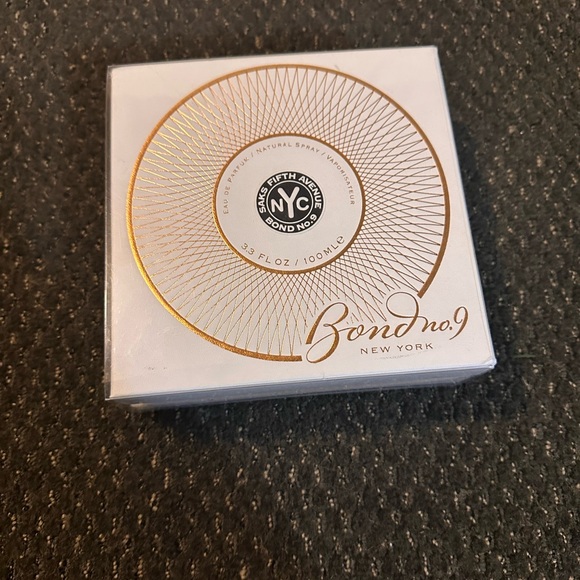 EAU DE PARFUM / NATURAL SPRAY / VAPORISATEUR
SAKS FIFTH AVENUE
NYC
BOND NO. 9
3.3 FL OZ / 100ML e
Bond no. 9
NEW YORK